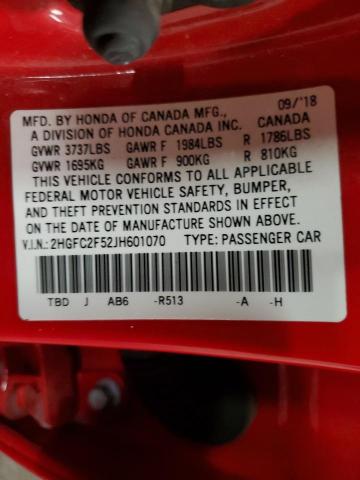 MFD. BY HONDA OF CANADA MFG., 09/'18
A DIVISION OF HONDA CANADA INC. CANADA
GVWR 3737LBS GAWR F 1984LBS R 1786LBS
GVWR 1695KG GAWR F 900KG R 810KG
THIS VEHICLE CONFORMS TO ALL APPLICABLE
FEDERAL MOTOR VEHICLE SAFETY, BUMPER,
AND THEFT PREVENTION STANDARDS IN EFFECT
ON THE DATE OF MANUFACTURE SHOWN ABOVE.
V.I.N.: 2HGFC2F52JH601070 TYPE: PASSENGER CAR
TBD J AB6 -R513 -A -H